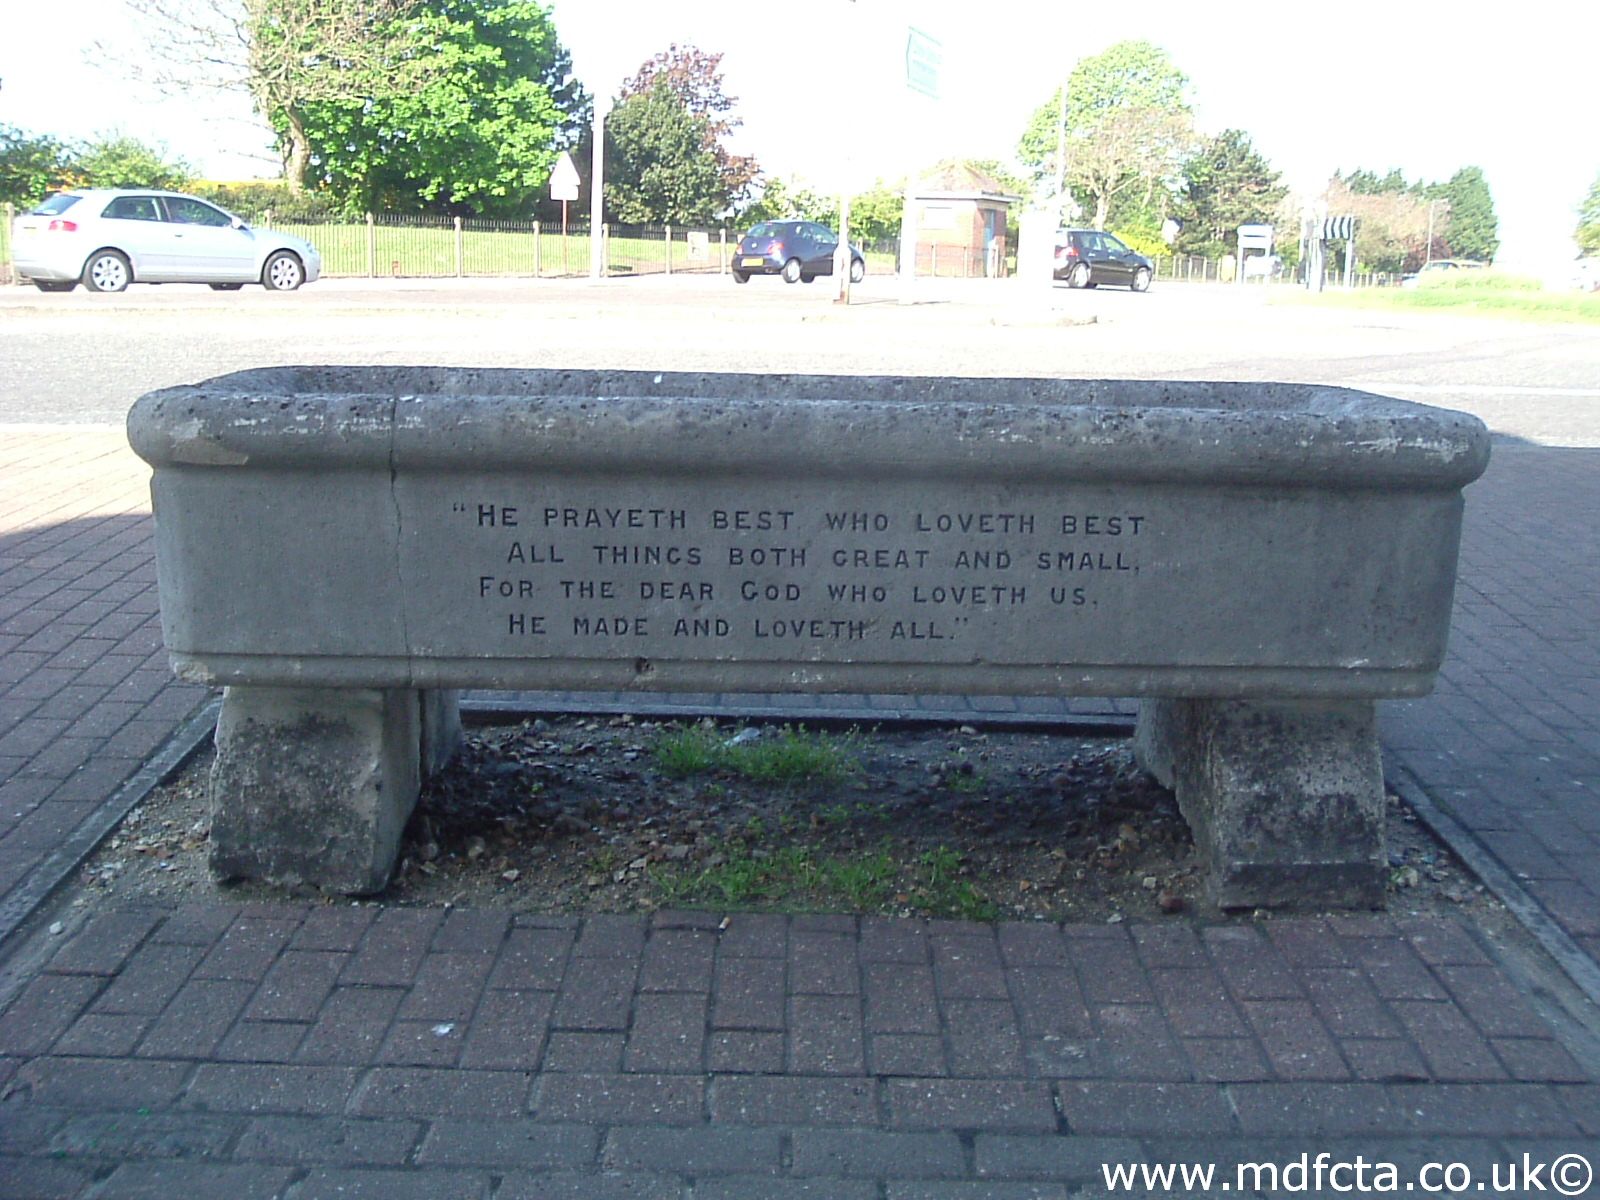 "HE PRAYETH BEST WHO LOVETH BEST
ALL THINGS BOTH GREAT AND SMALL,
FOR THE DEAR GOD WHO LOVETH US,
HE MADE AND LOVETH ALL."
www.mdfcta.co.uk©